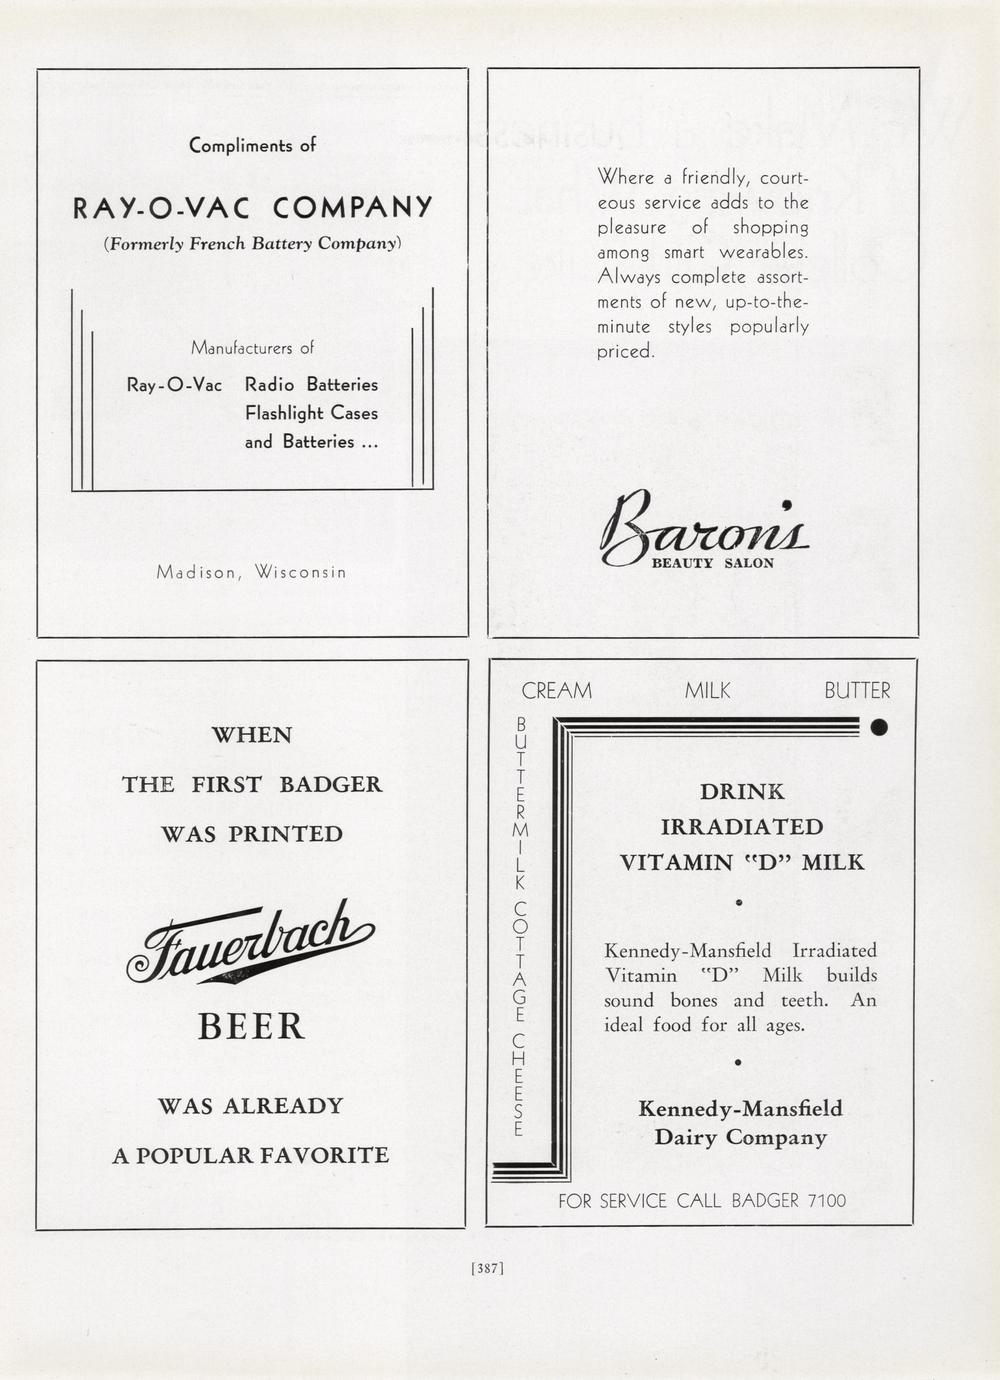 Compliments of
RAY-O-VAC COMPANY
(Formerly French Battery Company)
Manufacturers of
Ray-O-Vac Radio Batteries
Flashlight Cases
and Batteries ...
Madison, Wisconsin
Where a friendly, court-
eous service adds to the
pleasure of shopping
among smart wearables.
Always complete assort-
ments of new, up-to-the-
minute styles popularly
priced.
Baron's
BEAUTY SALON
WHEN
THE FIRST BADGER
WAS PRINTED
Fauerbach
BEER
WAS ALREADY
A POPULAR FAVORITE
CREAM MILK BUTTER
BUTTERMILK COTTAGE CHEESE
DRINK
IRRADIATED
VITAMIN "D" MILK
Kennedy-Mansfield Irradiated
Vitamin "D" Milk builds
sound bones and teeth. An
ideal food for all ages.
Kennedy-Mansfield
Dairy Company
FOR SERVICE CALL BADGER 7100
[387]